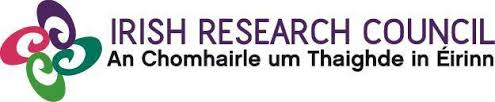 IRISH RESEARCH COUNCIL
An Chomhairle um Thaighde in Éirinn